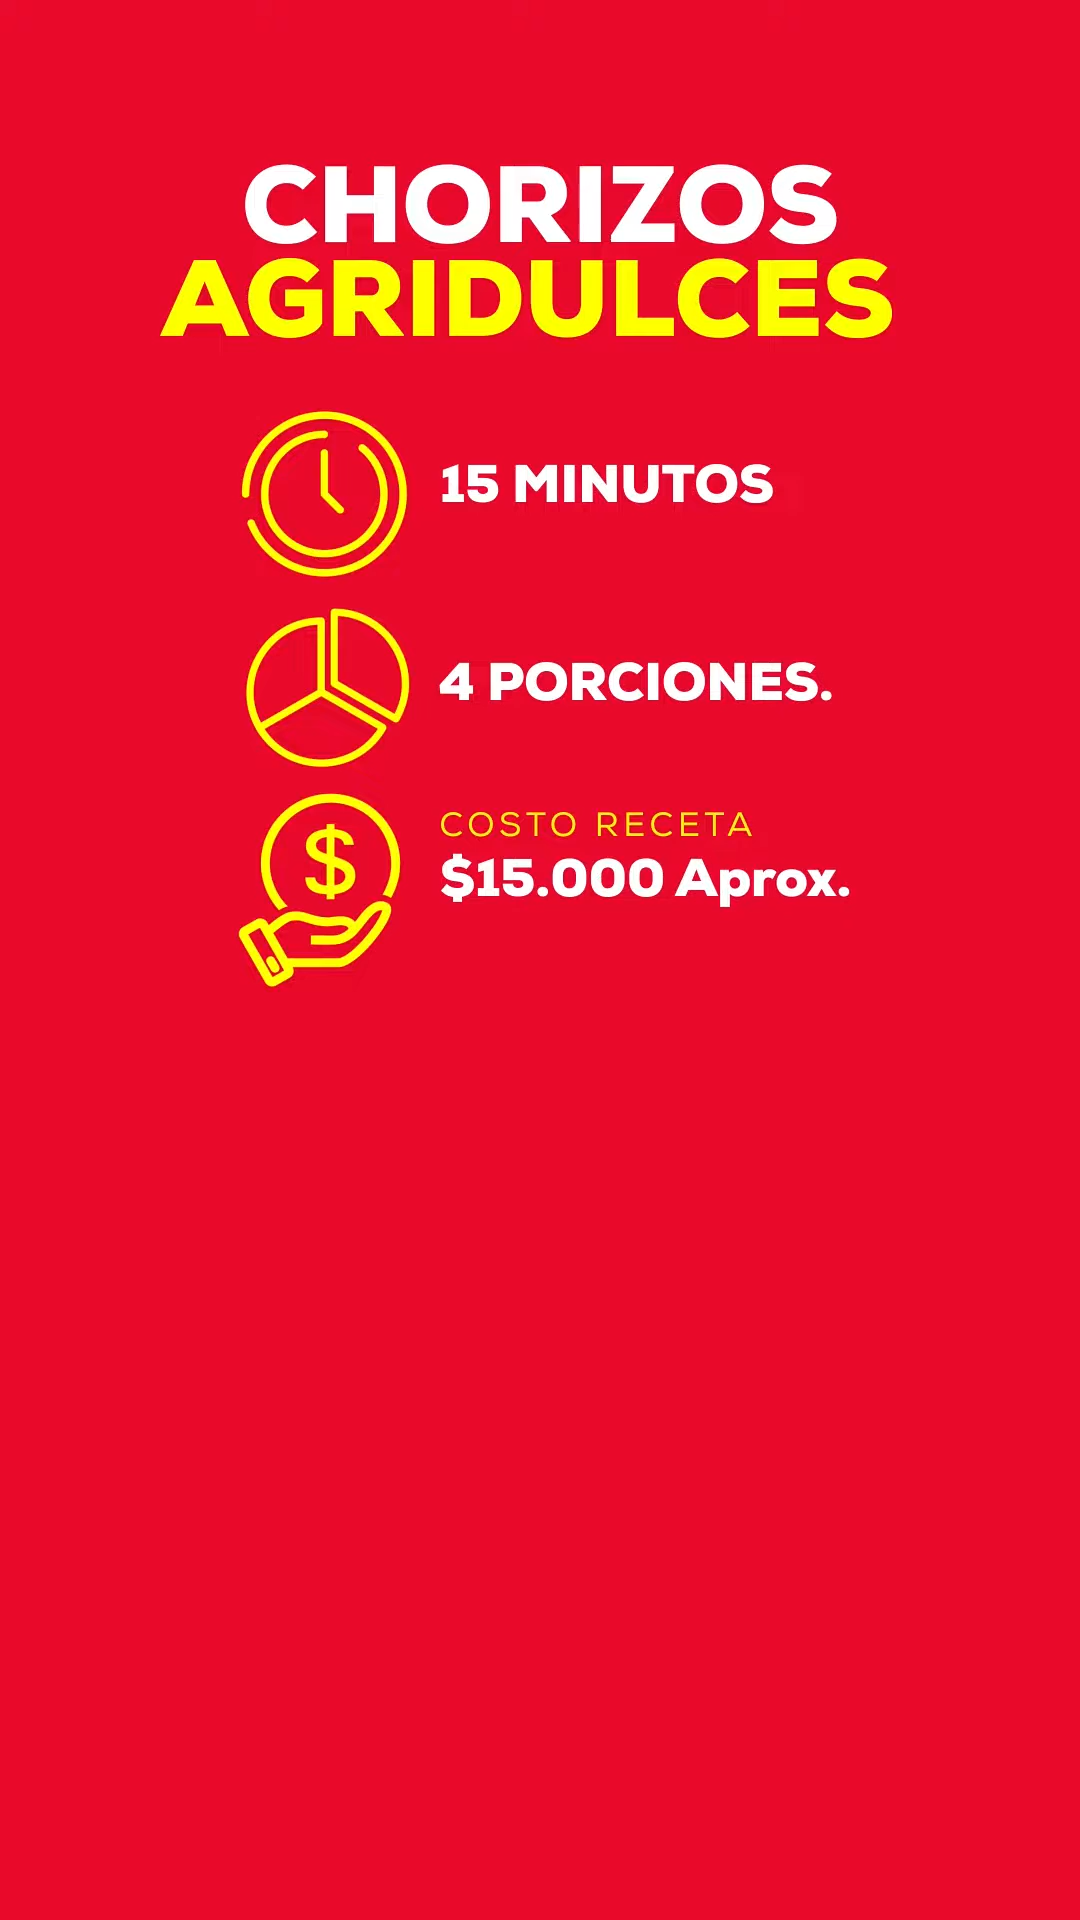 CHORIZOS
AGRIDULCES
15 MINUTOS
4 PORCIONES.
$
COSTO RECETA
$15.000 Aprox.